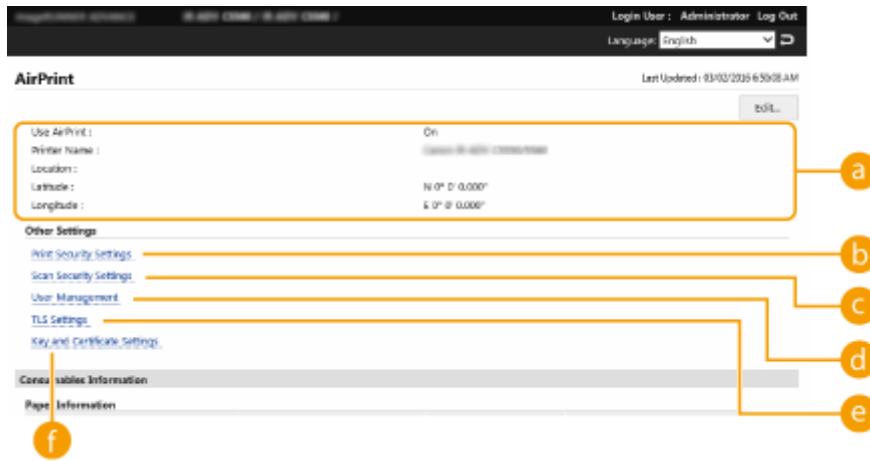 Login User : Administrator Log Out
Language: English
AirPrint
Last Updated : 03/02/2016 6:50:08 AM
Edit...
Use AirPrint : On
Printer Name :
Location :
Latitude : N 0° 0' 0.000"
Longitude : E 0° 0' 0.000"
a
Other Settings
Print Security Settings
b
Scan Security Settings
c
User Management
TLS Settings
Key and Certificate Settings
d
Consumables Information
Paper Information
e
f